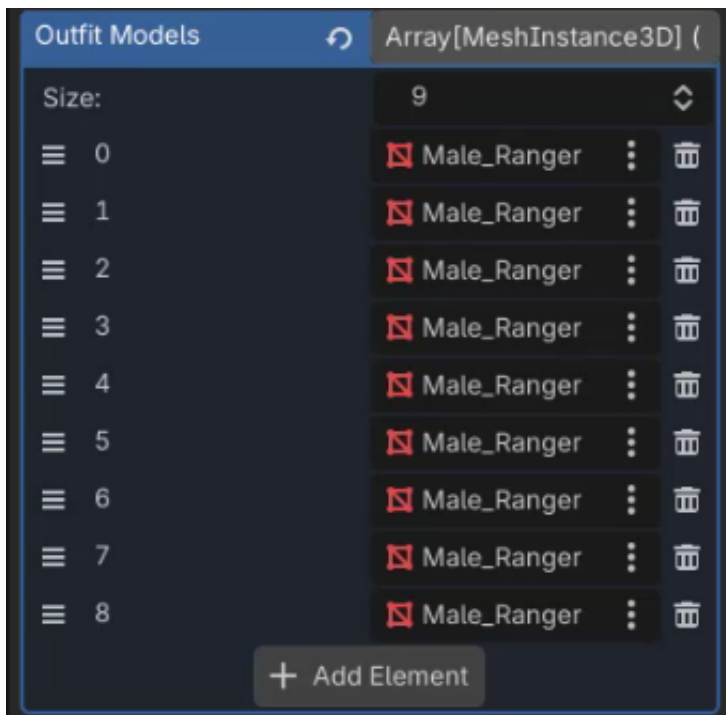 Outfit Models Array[MeshInstance3D] (
Size: 9
0 Male_Ranger
1 Male_Ranger
2 Male_Ranger
3 Male_Ranger
4 Male_Ranger
5 Male_Ranger
6 Male_Ranger
7 Male_Ranger
8 Male_Ranger
+ Add Element